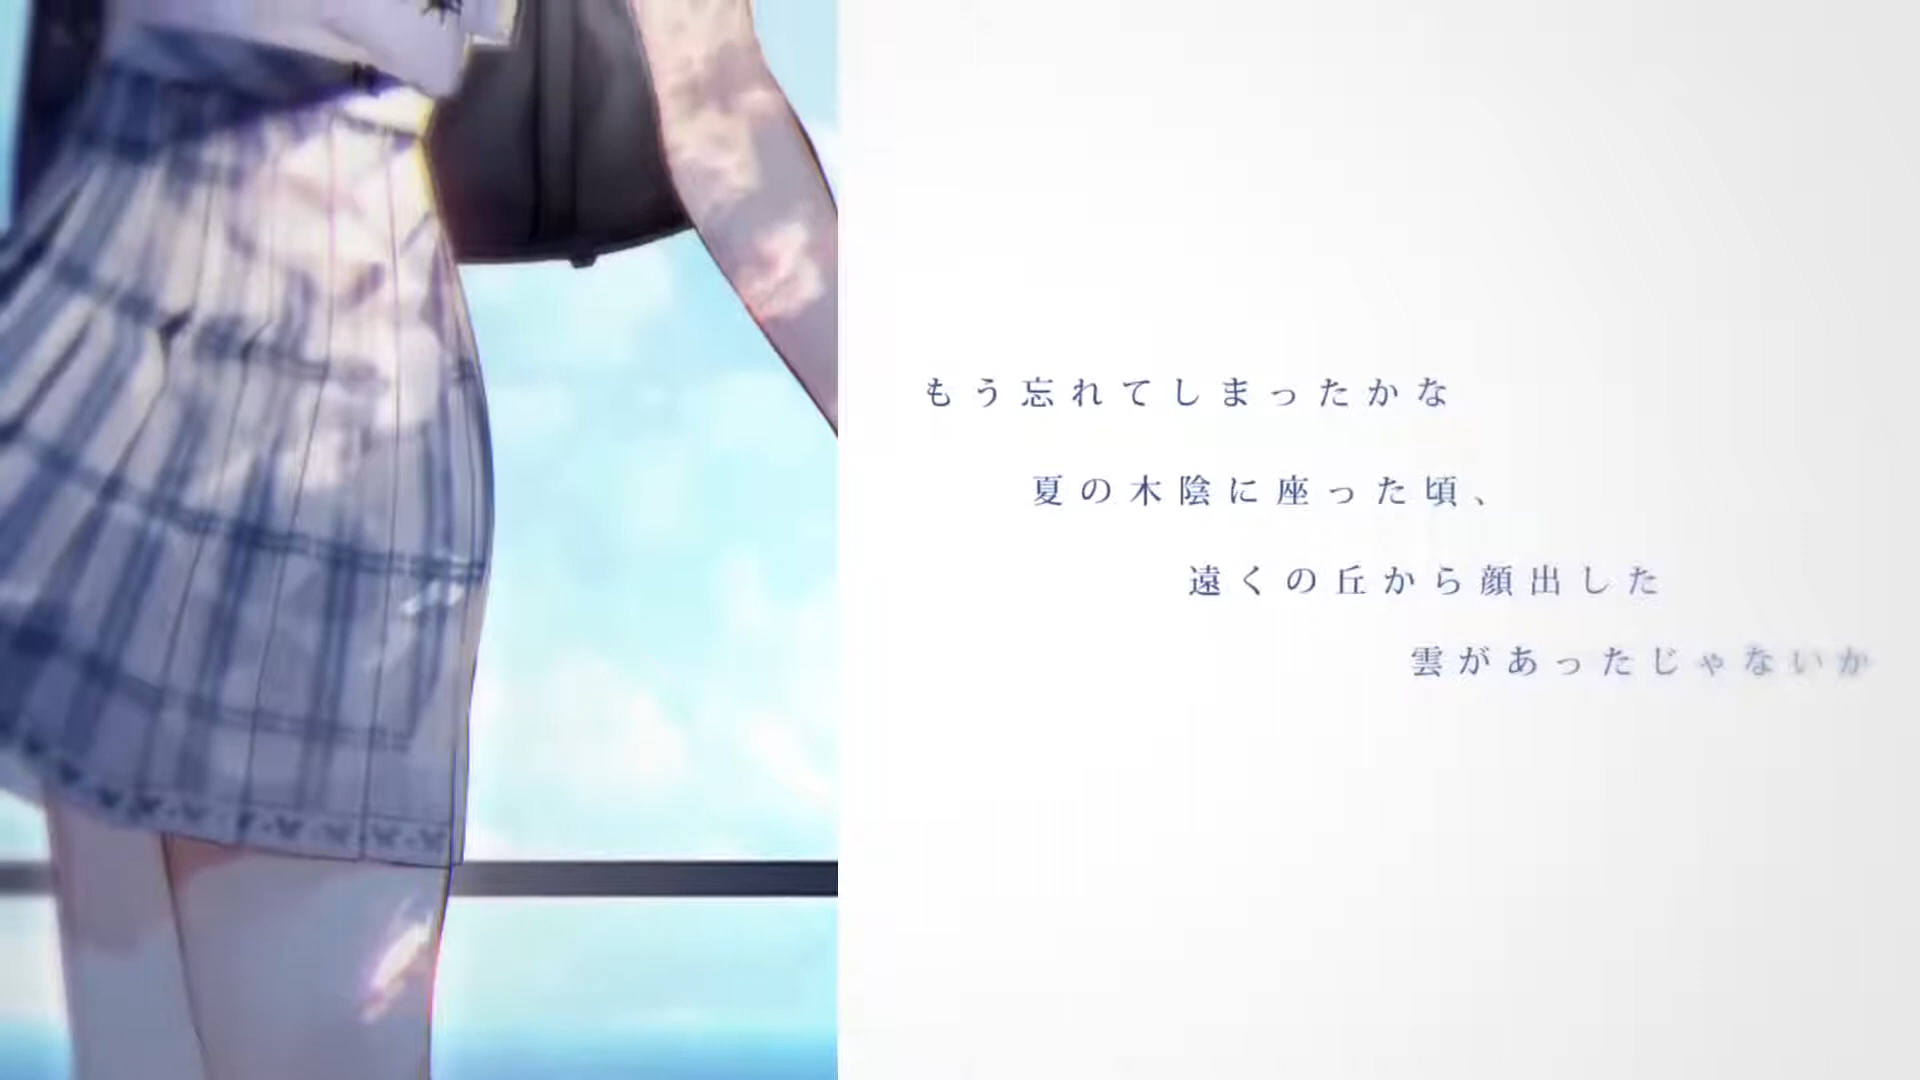 もう忘れてしまったかな
夏の木陰に座った頃、
遠くの丘から顔出した
雲があったじゃないか